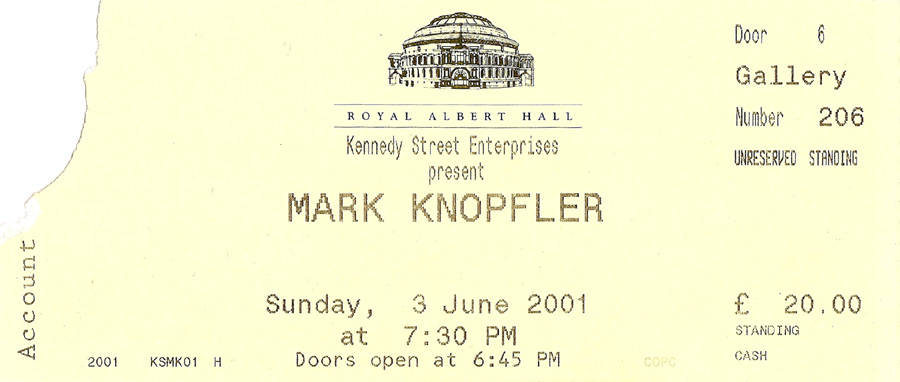 Door 6
Gallery
Number 206
UNRESERVED STANDING
ROYAL ALBERT HALL
Kennedy Street Enterprises
present
MARK KNOPFLER
Sunday, 3 June 2001
at 7:30 PM
Doors open at 6:45 PM
£ 20.00
STANDING
CASH
Account
2001 KSMK01 H
COPC